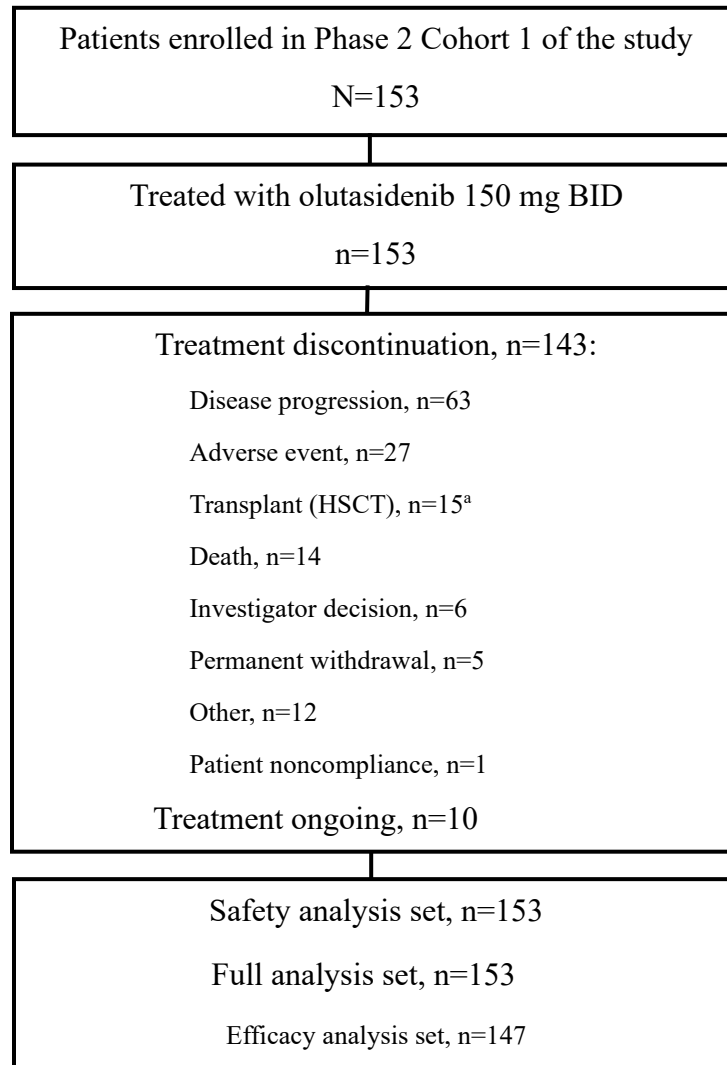 Patients enrolled in Phase 2 Cohort 1 of the study
N=153
Treated with olutasidenib 150 mg BID
n=153
Treatment discontinuation, n=143:
Disease progression, n=63
Adverse event, n=27
Transplant (HSCT), n=15ᵃ
Death, n=14
Investigator decision, n=6
Permanent withdrawal, n=5
Other, n=12
Patient noncompliance, n=1
Treatment ongoing, n=10
Safety analysis set, n=153
Full analysis set, n=153
Efficacy analysis set, n=147